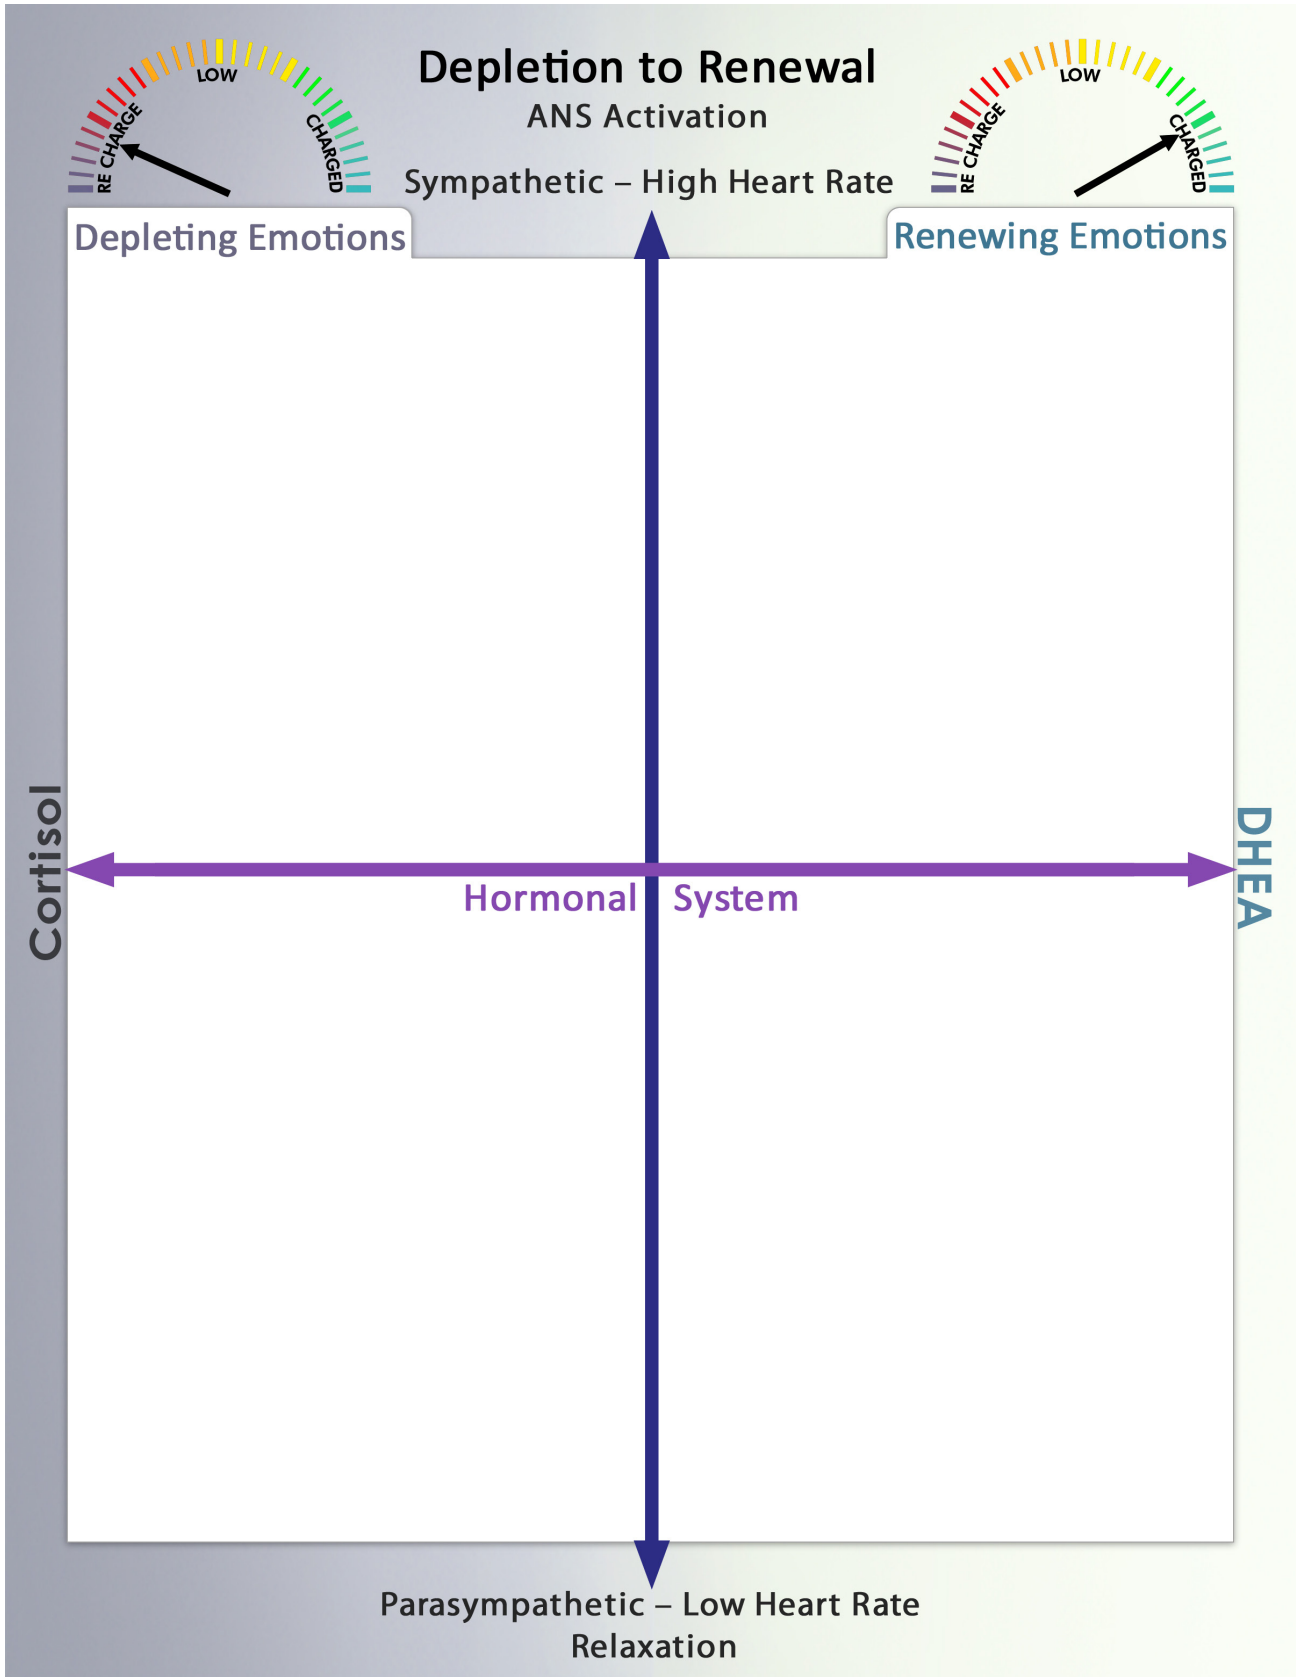 Depletion to Renewal
ANS Activation
RE CHARGE
LOW
CHARGED
RE CHARGE
LOW
CHARGED
Sympathetic – High Heart Rate
Depleting Emotions
Renewing Emotions
Cortisol
DHEA
Hormonal System
Parasympathetic – Low Heart Rate
Relaxation